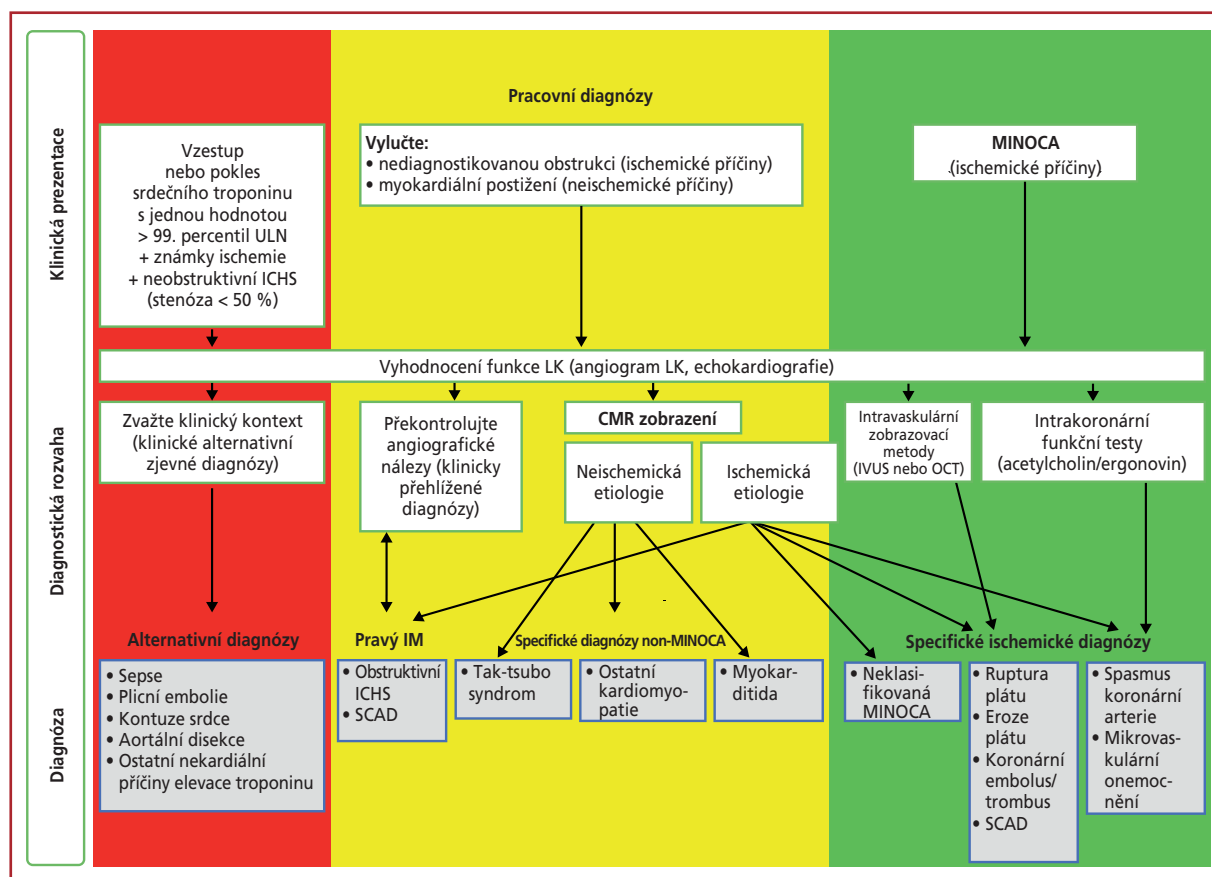 Klinická prezentace
Pracovní diagnózy
Vzestup
nebo pokles
srdečního troponinu
s jednou hodnotou
> 99. percentil ULN
+ známky ischemie
+ neobstruktivní ICHS
(stenóza < 50 %)
Vylučte:
• nediagnostikovanou obstrukci (ischemické příčiny)
• myokardiální postižení (neischemické příčiny)
MINOCA
(ischemické příčiny)
Vyhodnocení funkce LK (angiogram LK, echokardiografie)
Diagnostická rozvaha
Zvažte klinický kontext
(klinické alternativní
zjevné diagnózy)
Překontrolujte
angiografické
nálezy (klinicky
přehlížené
diagnózy)
CMR zobrazení
Neischemická
etiologie
Ischemická
etiologie
Intravaskulární
zobrazovací
metody
(IVUS nebo OCT)
Intrakoronární
funkční testy
(acetylcholin/ergonovin)
Diagnóza
Alternativní diagnózy
• Sepse
• Plicní embolie
• Kontuze srdce
• Aortální disekce
• Ostatní nekardiální
příčiny elevace troponinu
Pravý IM
• Obstruktivní
ICHS
• SCAD
Specifické diagnózy non-MINOCA
• Tak-tsubo
syndrom
• Ostatní
kardiomyo-
patie
• Myokar-
ditida
Specifické ischemické diagnózy
• Neklasi-
fikovaná
MINOCA
• Ruptura
plátu
• Eroze
plátu
• Koronární
embolus/
trombus
• SCAD
• Spasmus
koronární
arterie
• Mikrovas-
kulární
onemoc-
nění